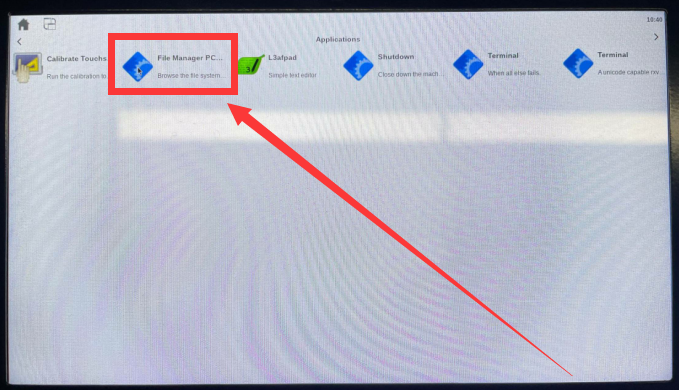 10:40
Applications
Calibrate Touchs
Run the calibration to
File Manager PC...
Browse the file system...
L3afpad
Simple text editor
Shutdown
Close down the mach...
Terminal
When all else fails.
Terminal
A unicode capable rxv...